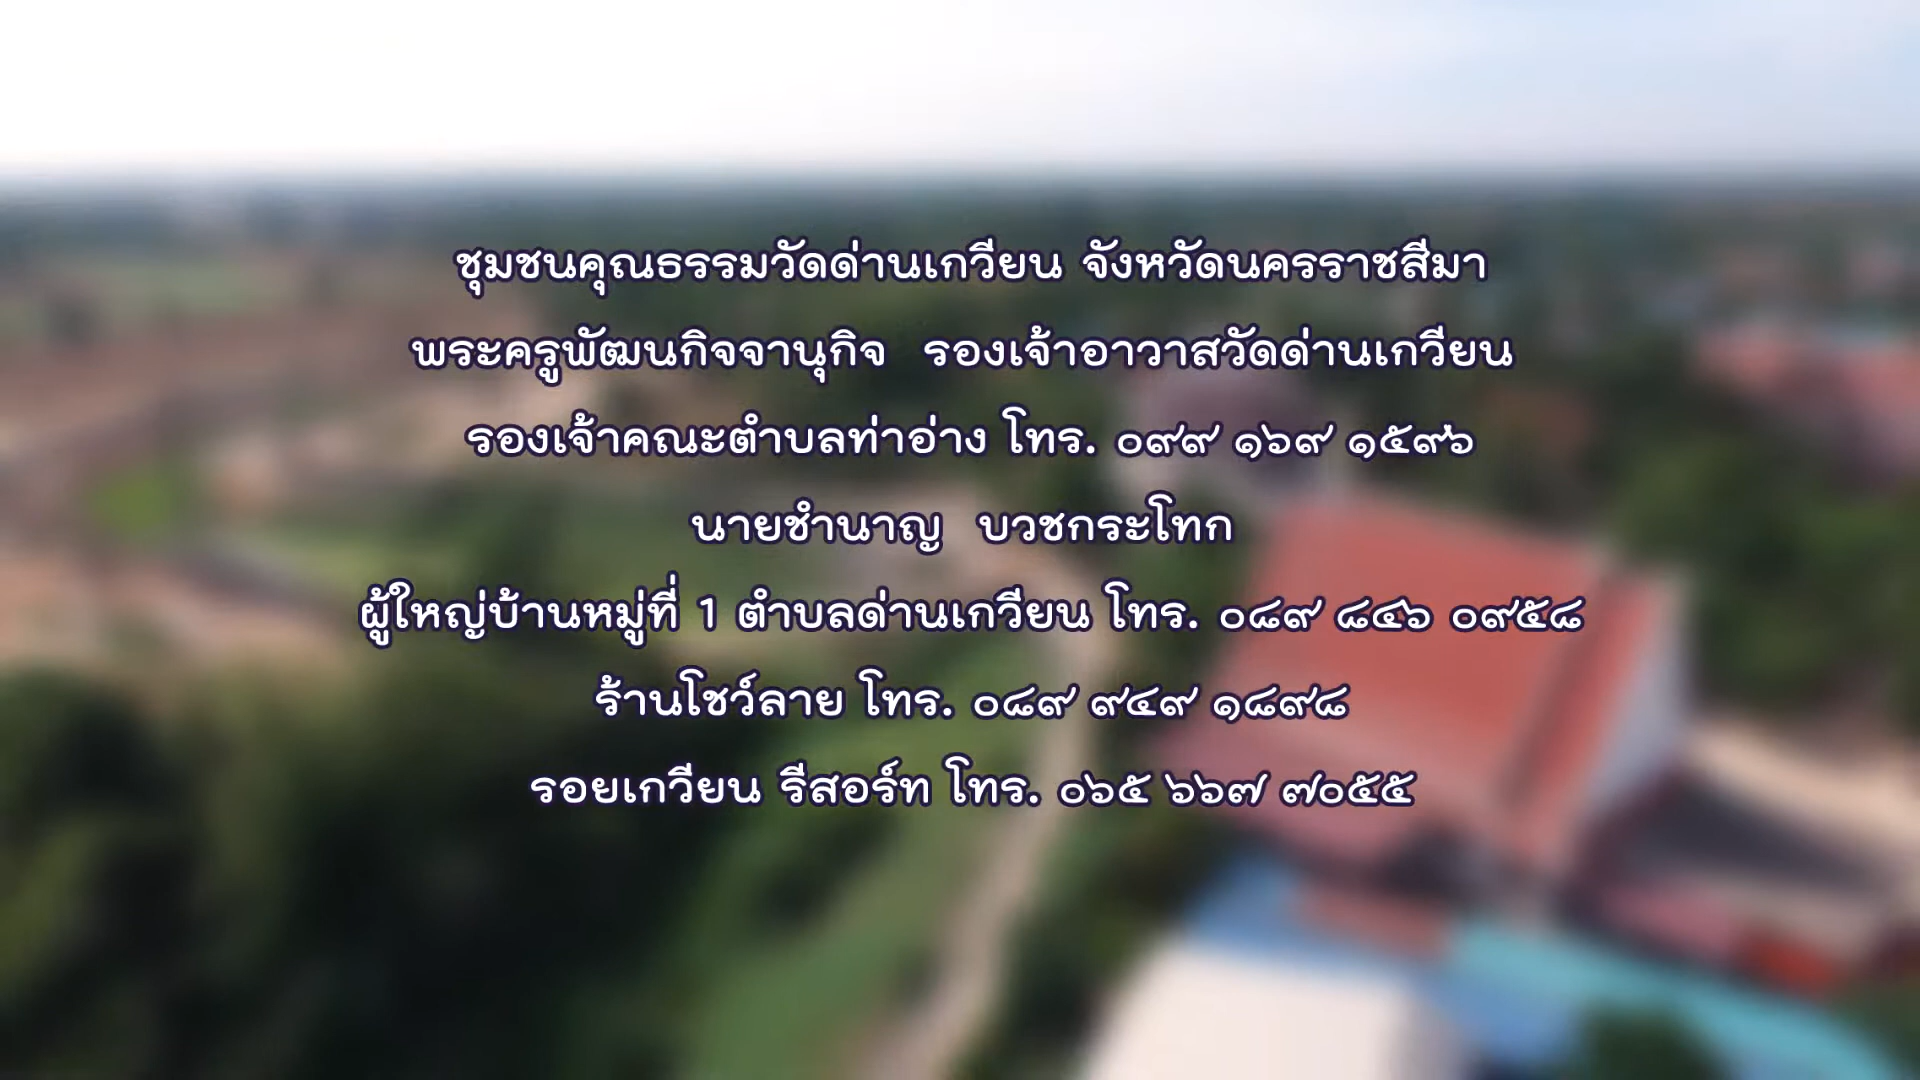 ชุมชนคุณธรรมวัดด่านเกวียน จังหวัดนครราชสีมา
พระครูพัฒนกิจจานุกิจ รองเจ้าอาวาสวัดด่านเกวียน
รองเจ้าคณะตำบลท่าอ่าง โทร. ๐๙๙ ๑๖๙ ๑๕๙๖
นายชำนาญ บวชกระโทก
ผู้ใหญ่บ้านหมู่ที่ 1 ตำบลด่านเกวียน โทร. ๐๘๙ ๘๔๖ ๐๙๕๘
ร้านโชว์ลาย โทร. ๐๘๙ ๙๔๙ ๑๘๙๘
รอยเกวียน รีสอร์ท โทร. ๐๖๕ ๖๖๗ ๗๐๕๕